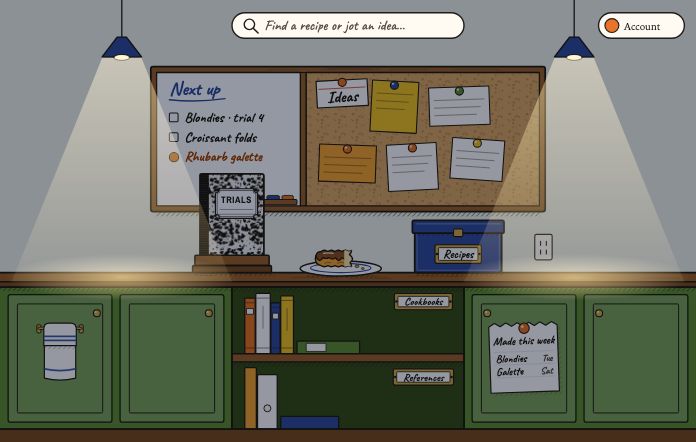 Find a recipe or jot an idea...
Account
Next up
Blondies · trial 4
Croissant folds
Rhubarb galette
Ideas
TRIALS
Recipes
Cookbooks
References
Made this week
Blondies Tue
Galette Sat